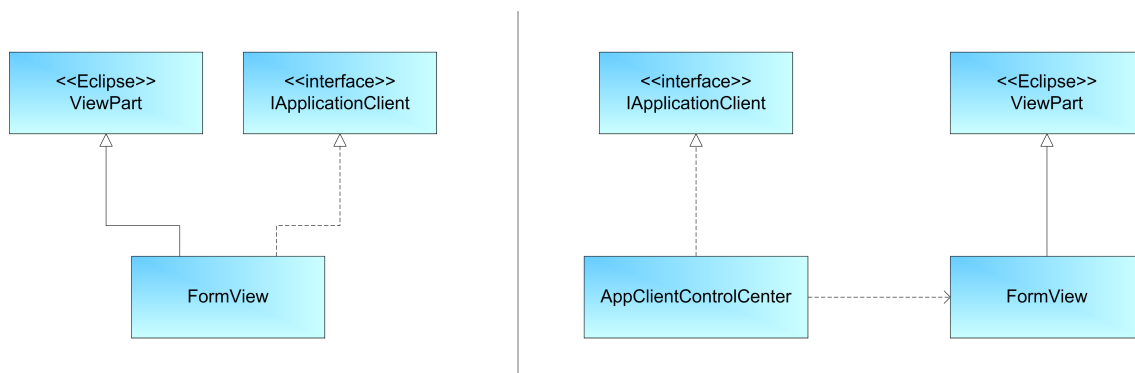 <<Eclipse>>
ViewPart
<<interface>>
IApplicationClient
FormView
<<interface>>
IApplicationClient
<<Eclipse>>
ViewPart
AppClientControlCenter
FormView